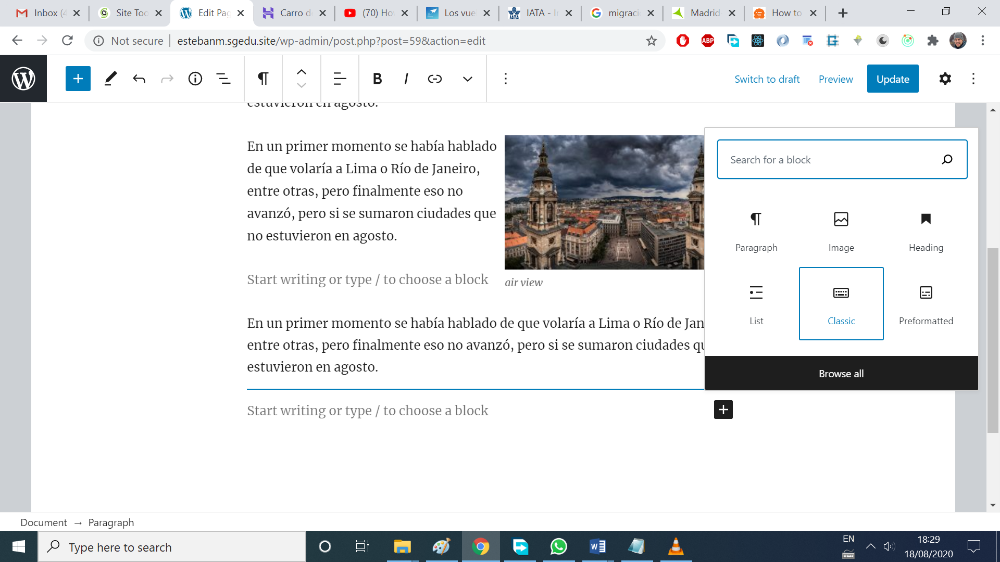 Inbox (4
Site Too
Edit Pag
Carro d
(70) Ho
Los vue
IATA - I
migraci
Madrid
How to
Not secure
estebanm.sgedu.site/wp-admin/post.php?post=59&action=edit
ABP
B I
Switch to draft
Preview
Update
estuvieron en agosto.
En un primer momento se había hablado
de que volaría a Lima o Río de Janeiro,
entre otras, pero finalmente eso no
avanzó, pero si se sumaron ciudades que
no estuvieron en agosto.
Start writing or type / to choose a block
air view
En un primer momento se había hablado de que volaría a Lima o Río de Jan
entre otras, pero finalmente eso no avanzó, pero si se sumaron ciudades qu
estuvieron en agosto.
Start writing or type / to choose a block
Search for a block
Paragraph
Image
Heading
List
Classic
Preformatted
Browse all
Document → Paragraph
Type here to search
EN
18:29
18/08/2020